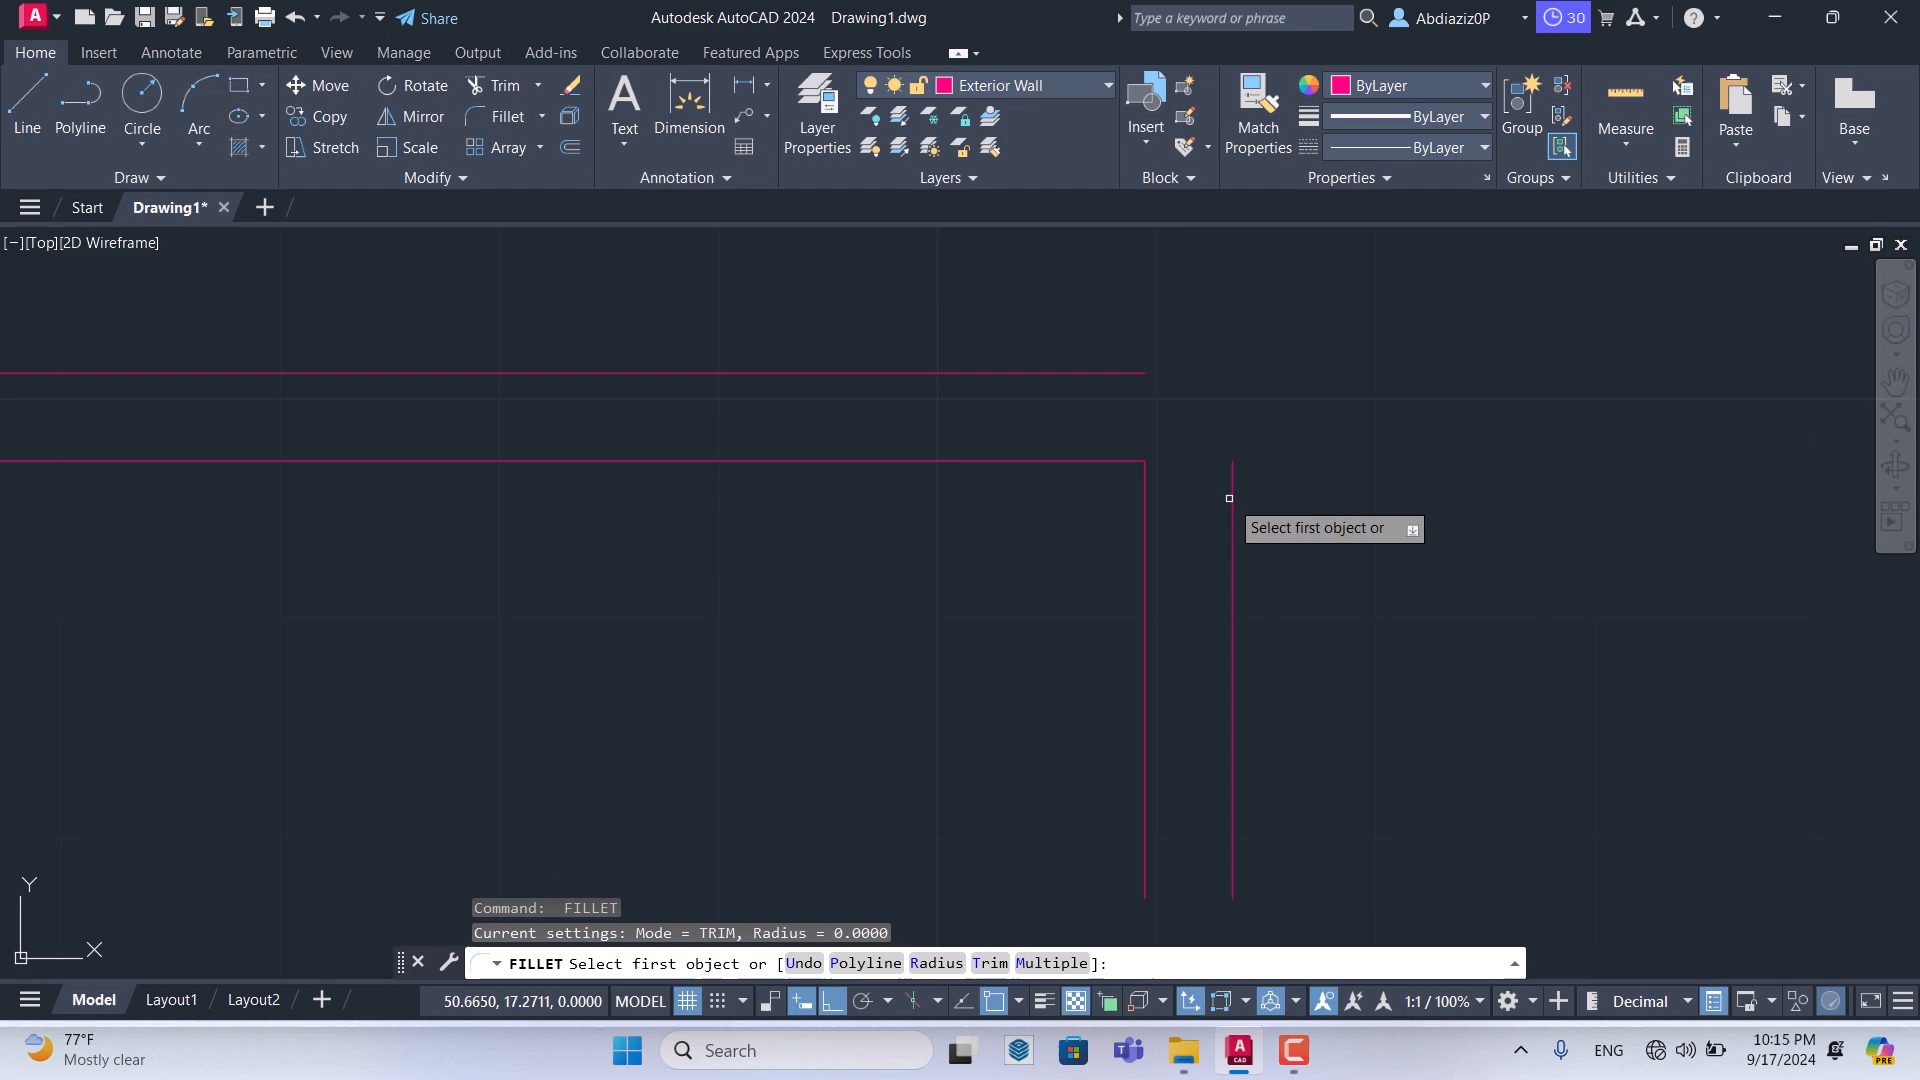 Share
Autodesk AutoCAD 2024 Drawing1.dwg
Type a keyword or phrase
Abdiaziz0P
30
Home Insert Annotate Parametric View Manage Output Add-ins Collaborate Featured Apps Express Tools
Line
Polyline
Circle
Arc
Draw
Move
Rotate
Trim
Copy
Mirror
Fillet
Stretch
Scale
Array
Modify
Text
Dimension
Annotation
Layer
Properties
Exterior Wall
Layers
Insert
Block
Match
Properties
ByLayer
ByLayer
ByLayer
Properties
Group
Groups
Measure
Utilities
Paste
Clipboard
Base
View
Start
Drawing1*
[−][Top][2D Wireframe]
Select first object or
Y
X
Command: FILLET
Current settings: Mode = TRIM, Radius = 0.0000
FILLET Select first object or [Undo Polyline Radius Trim Multiple]:
Model Layout1 Layout2
50.6650, 17.2711, 0.0000 MODEL
1:1 / 100%
Decimal
77°F
Mostly clear
Search
A
CAD
ENG
10:15 PM
9/17/2024
PRE